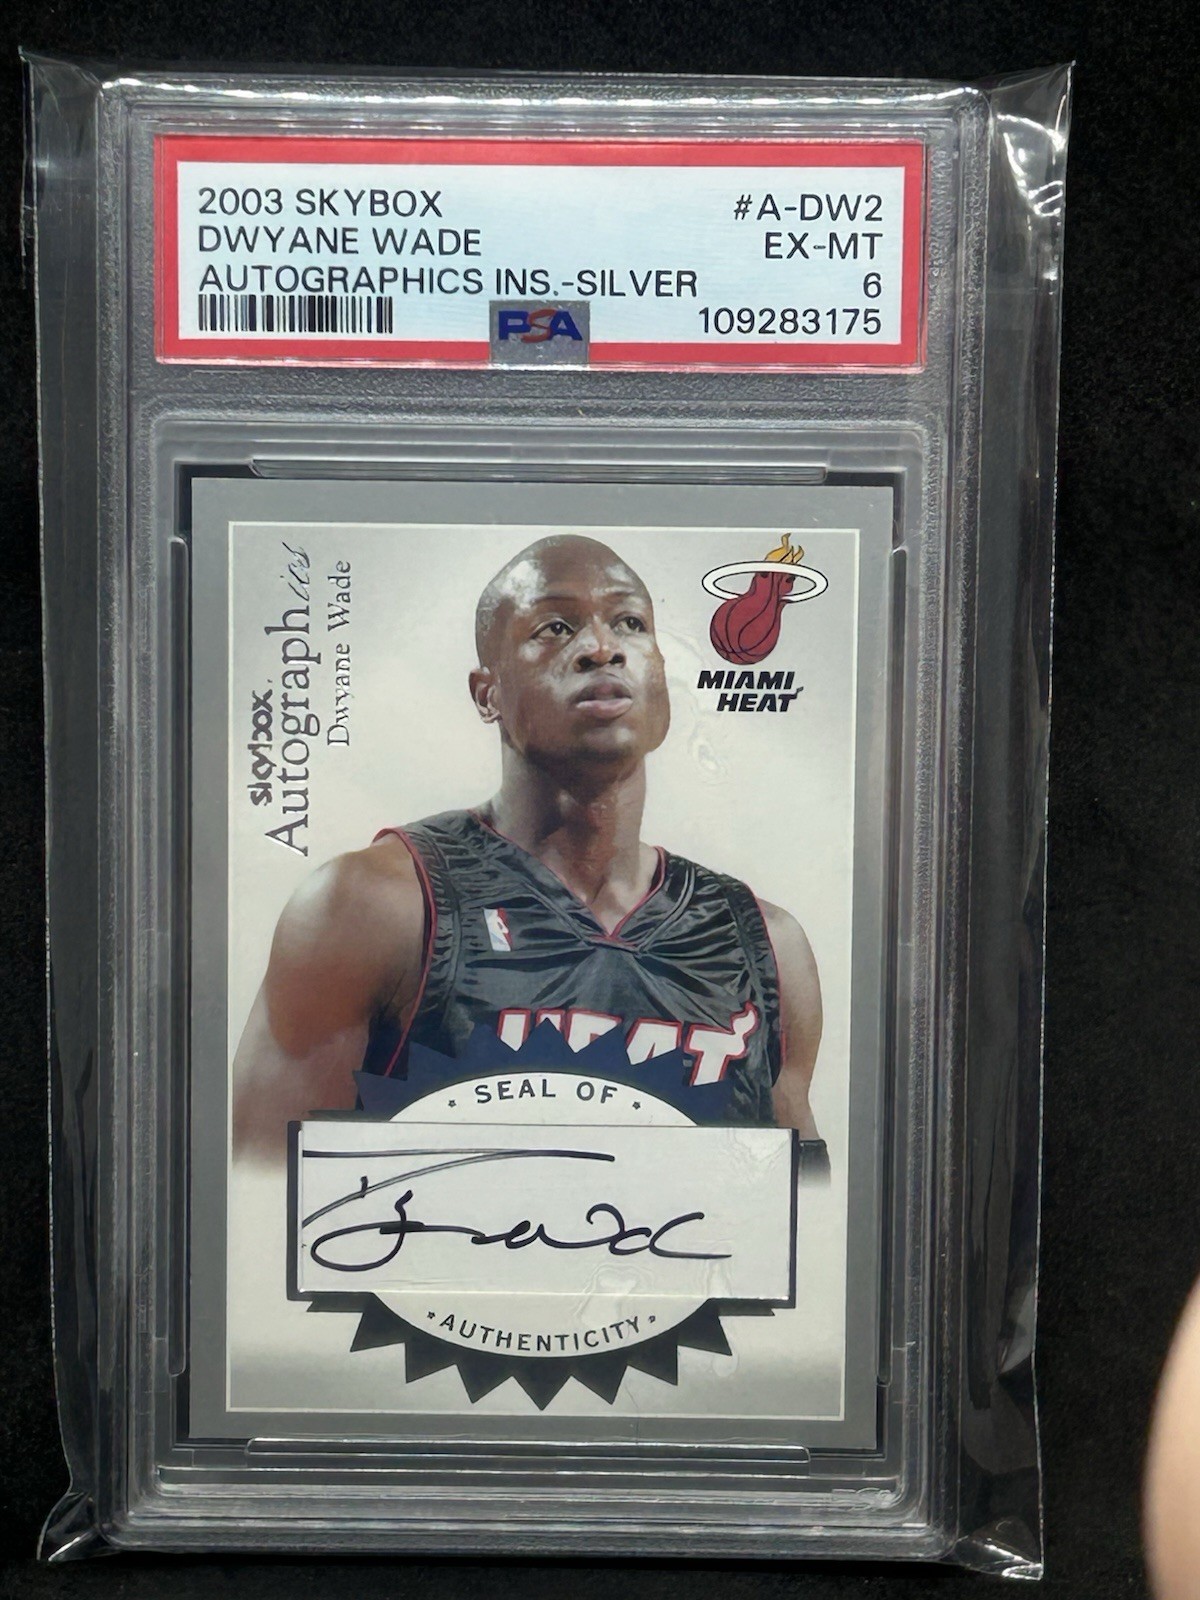 2003 SKYBOX #A-DW2
DWYANE WADE EX-MT
AUTOGRAPHICS INS.-SILVER 6
PSA 109283175
skybox
Autographics
Dwyane Wade
MIAMI
HEAT
HEAT
SEAL OF
AUTHENTICITY